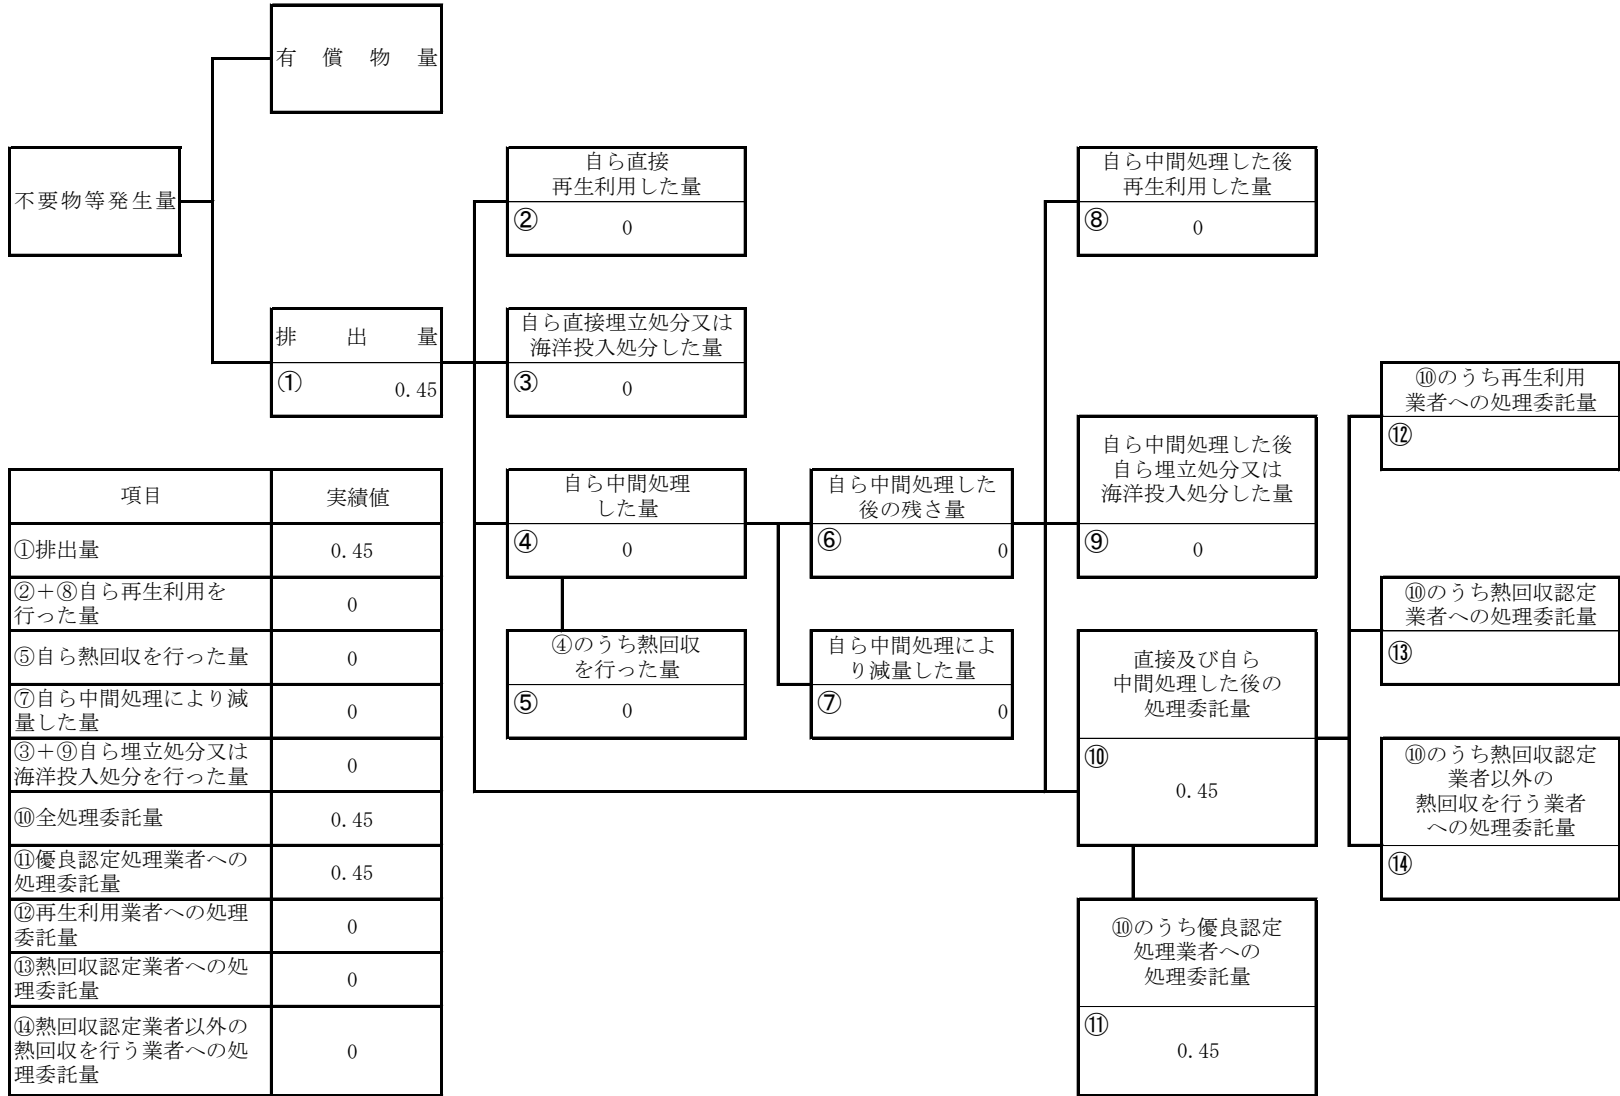 有償物量
不要物等発生量
排出量
① 0.45
自ら直接
再生利用した量
② 0
自ら直接埋立処分又は
海洋投入処分した量
③ 0
自ら中間処理
した量
④ 0
④のうち熱回収
を行った量
⑤ 0
自ら中間処理した
後の残さ量
⑥ 0
自ら中間処理によ
り減量した量
⑦ 0
自ら中間処理した後
再生利用した量
⑧ 0
自ら中間処理した後
自ら埋立処分又は
海洋投入処分した量
⑨ 0
直接及び自ら
中間処理した後の
処理委託量
⑩
0.45
⑩のうち優良認定
処理業者への
処理委託量
⑪
0.45
⑩のうち再生利用
業者への処理委託量
⑫
⑩のうち熱回収認定
業者への処理委託量
⑬
⑩のうち熱回収認定
業者以外の
熱回収を行う業者
への処理委託量
⑭
項目 実績値
①排出量 0.45
②+⑧自ら再生利用を
行った量 0
⑤自ら熱回収を行った量 0
⑦自ら中間処理により減
量した量 0
③+⑨自ら埋立処分又は
海洋投入処分を行った量 0
⑩全処理委託量 0.45
⑪優良認定処理業者への
処理委託量 0.45
⑫再生利用業者への処理
委託量 0
⑬熱回収認定業者への処
理委託量 0
⑭熱回収認定業者以外の
熱回収を行う業者への処
理委託量 0